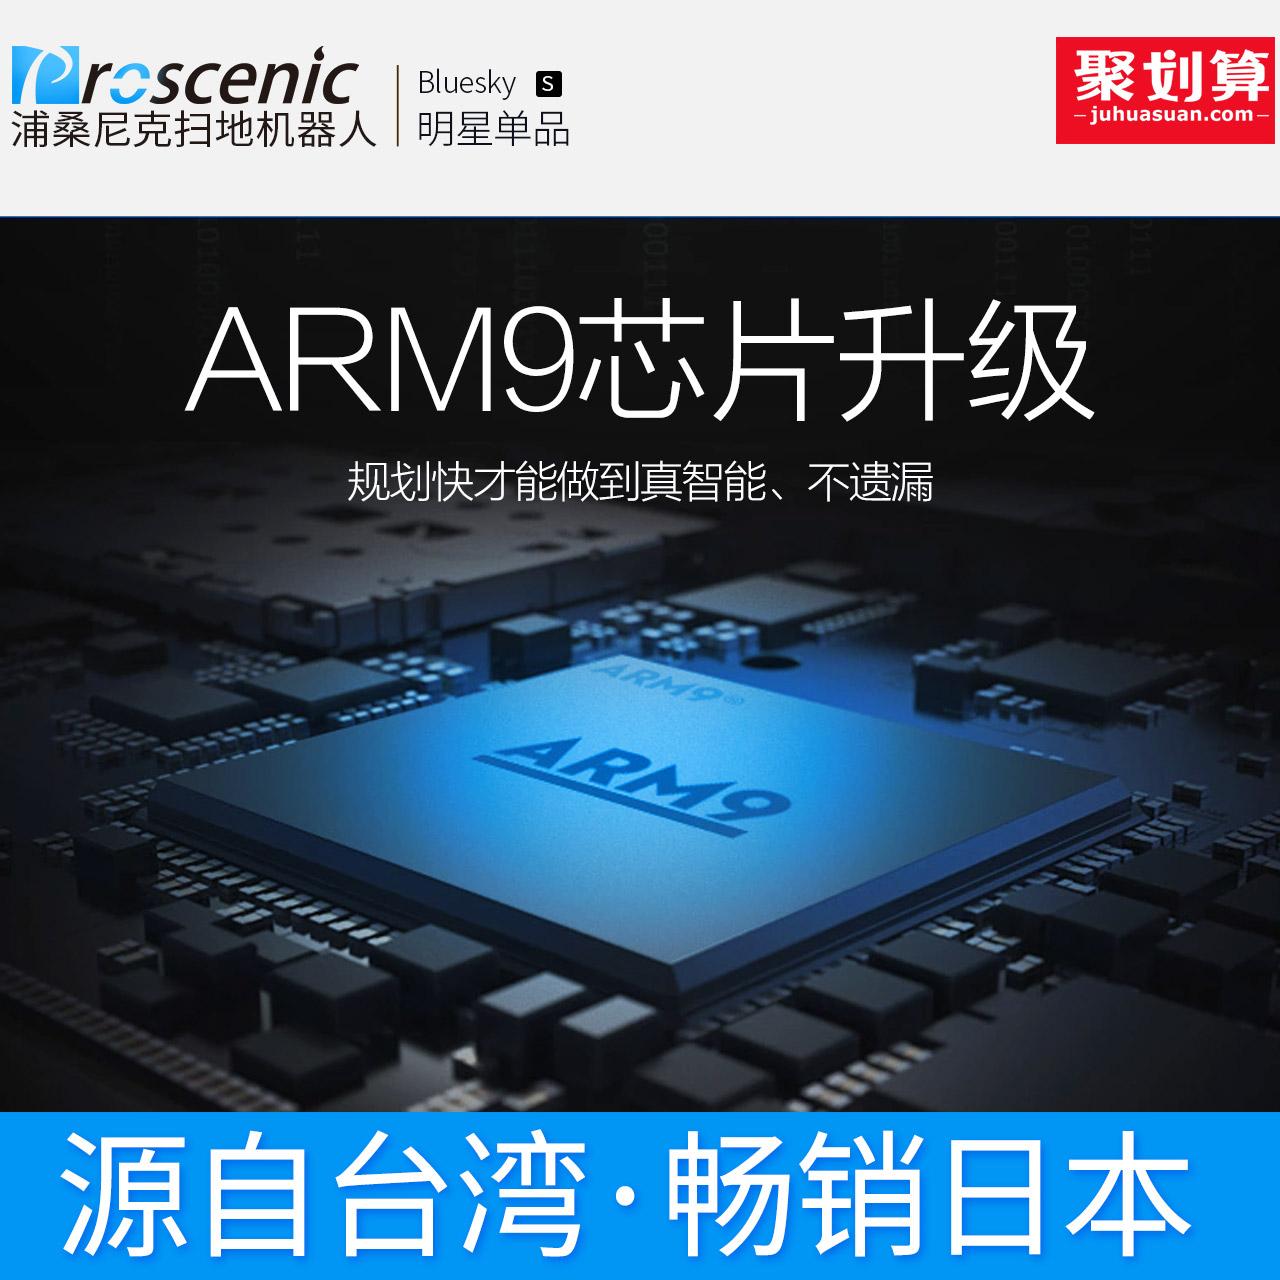 Proscenic
浦桑尼克扫地机器人
Bluesky S
明星单品
聚划算
juhuasuan.com
ARM9芯片升级
规划快才能做到真智能、不遗漏
ARM9
ARM9
源自台湾·畅销日本